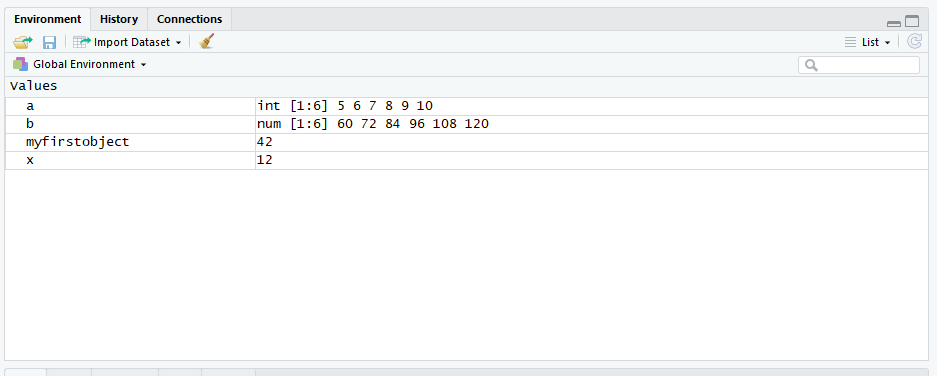 Environment History Connections
Import Dataset List
Global Environment
Values
a int [1:6] 5 6 7 8 9 10
b num [1:6] 60 72 84 96 108 120
myfirstobject 42
x 12